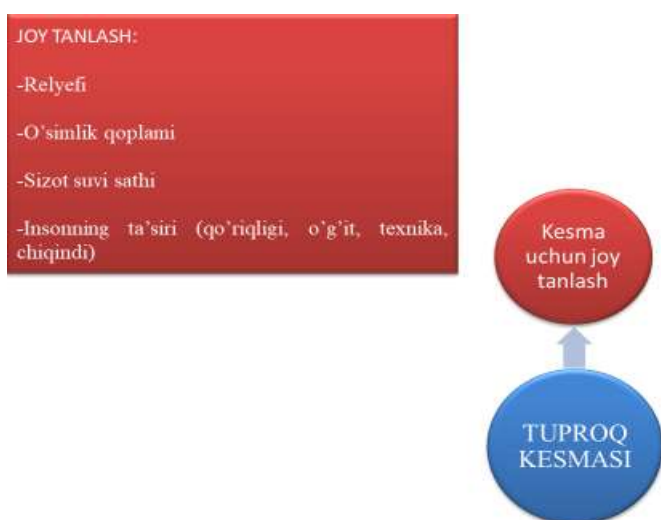 JOY TANLASH:
-Relyefi
-O’simlik qoplami
-Sizot suvi sathi
-Insonning ta’siri (qo’riqligi, o’g’it, texnika,
chiqindi)
Kesma
uchun joy
tanlash
TUPROQ
KESMASI